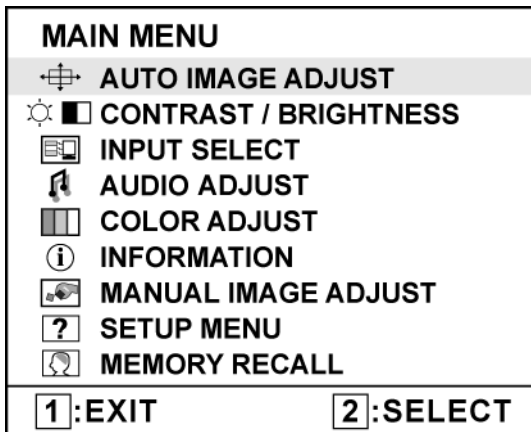 MAIN MENU
AUTO IMAGE ADJUST
CONTRAST / BRIGHTNESS
INPUT SELECT
AUDIO ADJUST
COLOR ADJUST
i INFORMATION
MANUAL IMAGE ADJUST
? SETUP MENU
MEMORY RECALL
1:EXIT 2:SELECT